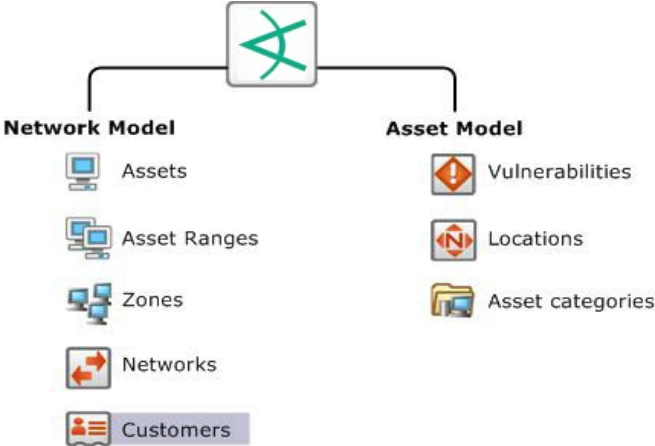 Network Model
Assets
Asset Ranges
Zones
Networks
Customers
Asset Model
Vulnerabilities
N
Locations
Asset categories